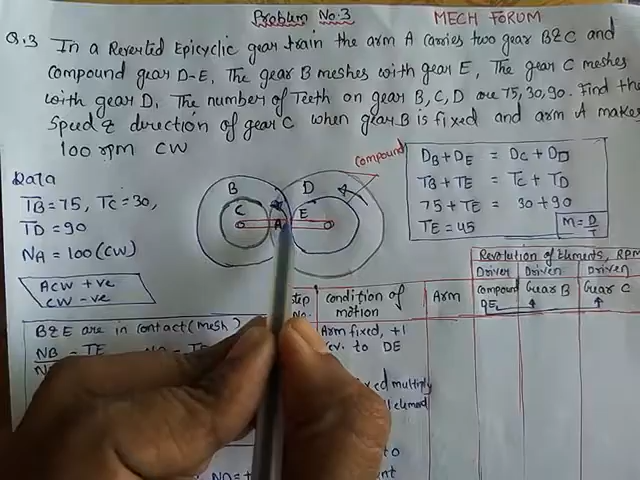 Problem No.3
MECH FORUM
Q.3 In a Reverted Epicyclic gear train the arm A carries two gear B&C and
compound gear D-E, The gear B meshes with gear E, The gear C meshes
with gear D, The number of Teeth on gear B, C, D are 75, 30, 90. Find the
Speed & direction of gear C when gear B is fixed and arm A makes
100 rpm CW
Data
TB = 75, TC = 30,
TD = 90
NA = 100 (CW)
ACW +ve
CW -ve
B
D
C
A
E
compound
DB + DE = DC + DD
TB + TE = TC + TD
75 + TE = 30 + 90
TE = 45
M = D/T
B&E are in contact (mesh)
NB = TE
No.
condition of motion
Arm
Revolution of Elements, RPM
Driver
Driven
Driven
compound DE
Gear B
Gear C
Arm fixed, +1
rev. to DE
multiply
to